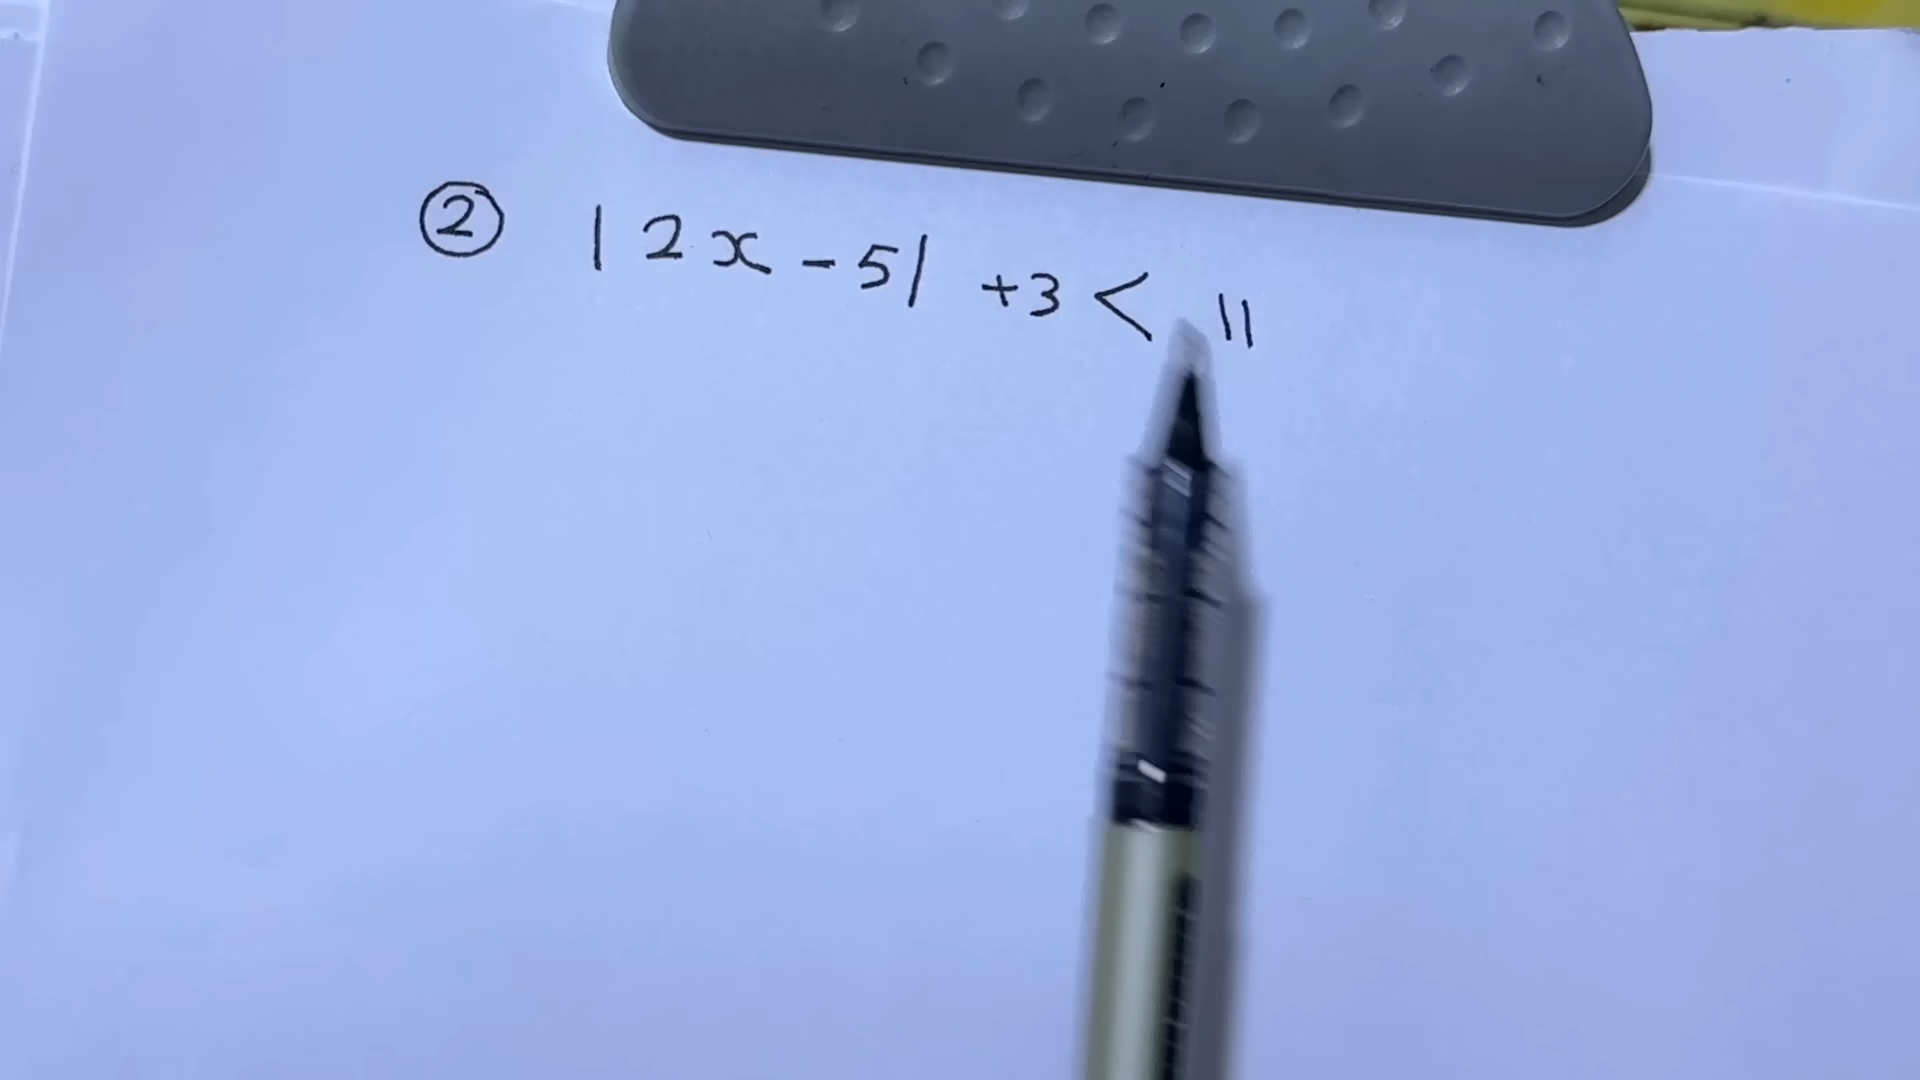 ② |2x-5| +3 < 11